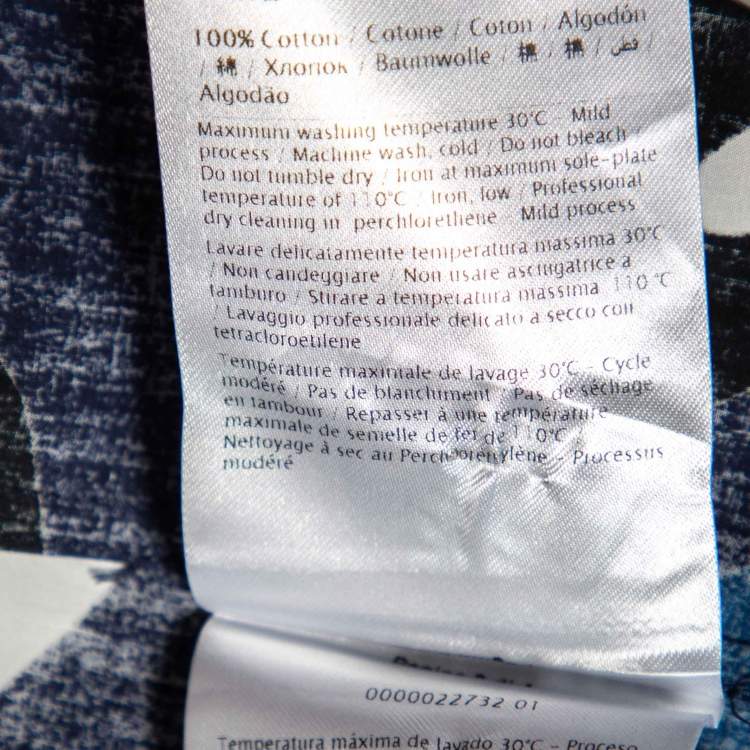 100% Cotton / Cotone / Coton / Algodón
/ 綿 / Хлопок / Baumwolle / 棉 / 棉 / قطن /
Algodão
Maximum washing temperature 30°C - Mild
process / Machine wash, cold / Do not bleach /
Do not tumble dry / Iron at maximum sole-plate
temperature of 110°C / Iron, low / Professional
dry cleaning in perchlorethene - Mild process
Lavare delicatamente temperatura massima 30°C
/ Non candeggiare / Non usare asciugatrice a
tamburo / Stirare a temperatura massima 110 °C
/ Lavaggio professionale delicato a secco con
tetracloroetilene
Température maximale de lavage 30°C - Cycle
modéré / Pas de blanchiment / Pas de séchage
en tambour / Repasser à une température
maximale de semelle de fer de 110°C /
Nettoyage à sec au Perchlorethylène - Processus
modéré
0000022732 01
Temperatura máxima de lavado 30°C - Proceso